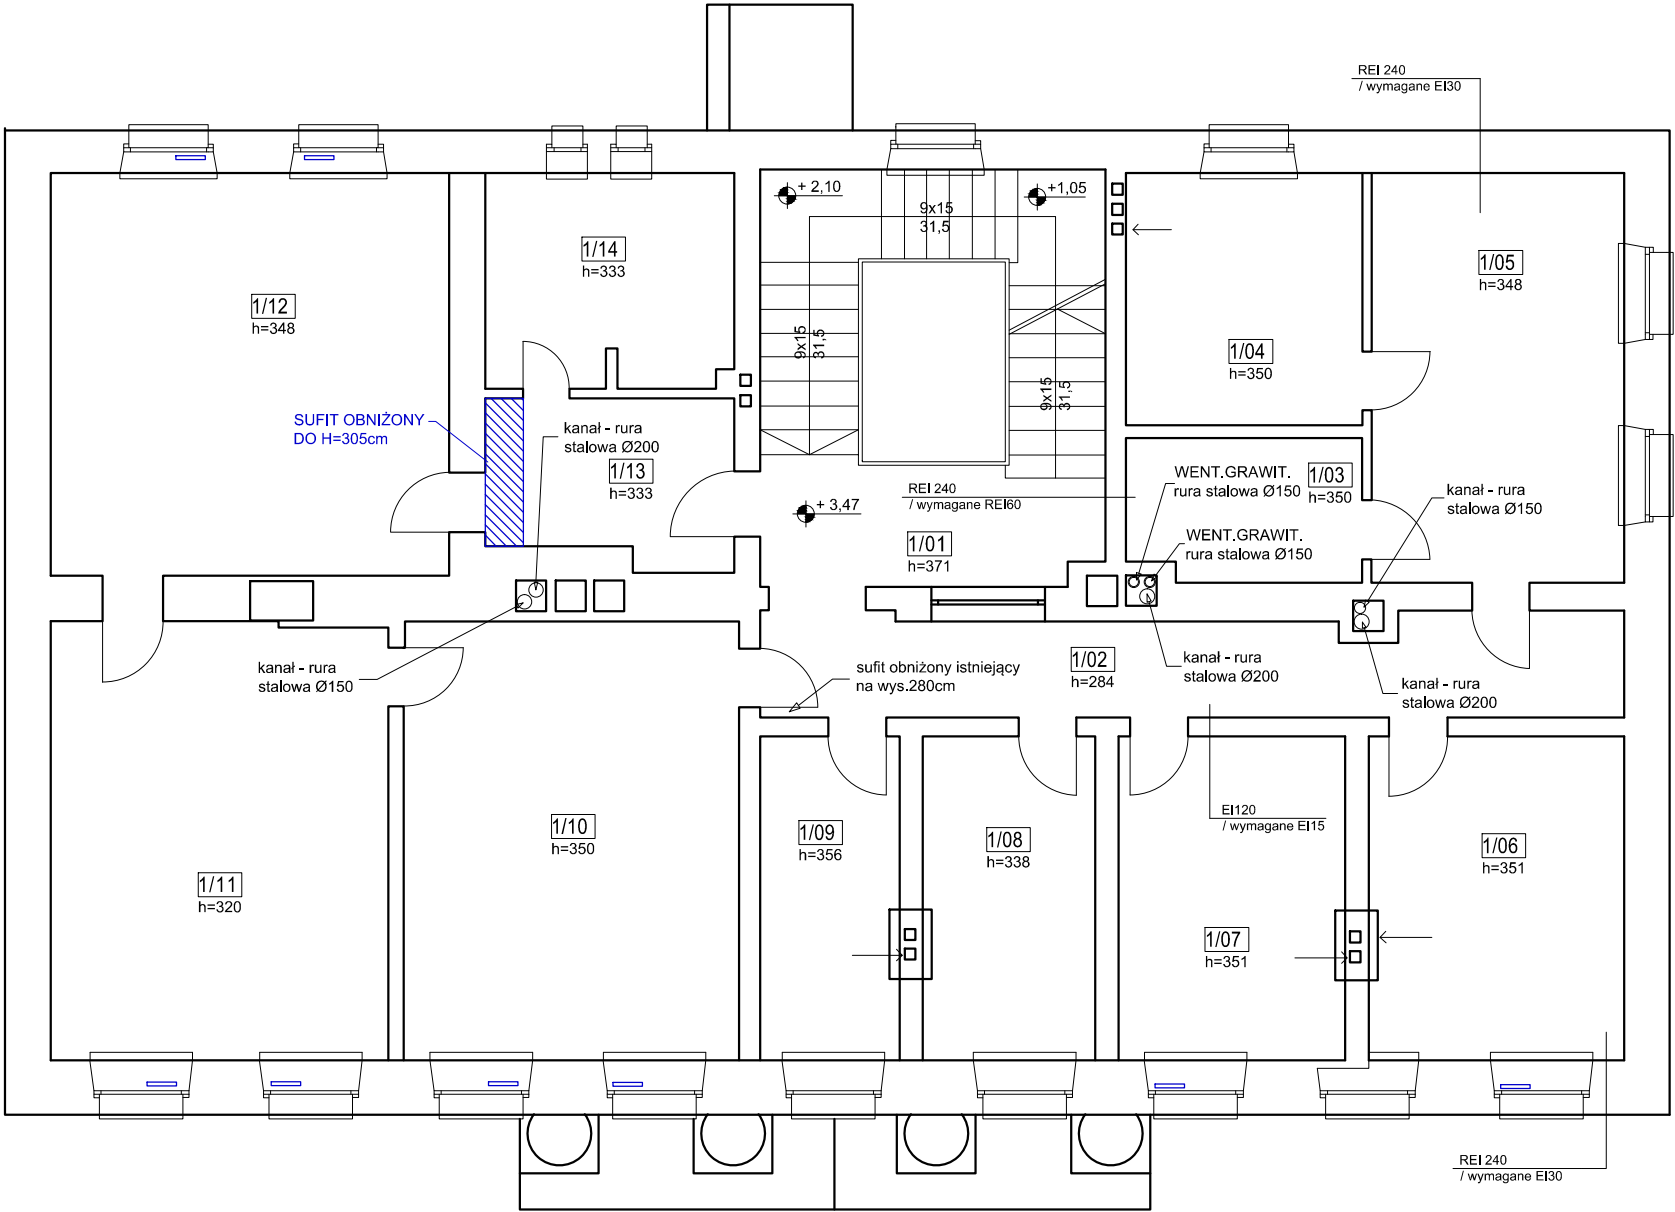 REI 240
/ wymagane EI30
+ 2,10
+1,05
9x15
31,5
1/14
h=333
1/05
h=348
1/12
h=348
9x15
31,5
1/04
h=350
9x15
31,5
SUFIT OBNIŻONY
DO H=305cm
kanał - rura
stalowa Ø200
1/13
h=333
WENT.GRAWIT.
rura stalowa Ø150
1/03
h=350
REI 240
/ wymagane REI60
kanał - rura
stalowa Ø150
+ 3,47
1/01
h=371
WENT.GRAWIT.
rura stalowa Ø150
kanał - rura
stalowa Ø150
sufit obniżony istniejący
na wys.280cm
1/02
h=284
kanał - rura
stalowa Ø200
kanał - rura
stalowa Ø200
EI120
/ wymagane EI15
1/10
h=350
1/09
h=356
1/08
h=338
1/06
h=351
1/11
h=320
1/07
h=351
REI 240
/ wymagane EI30